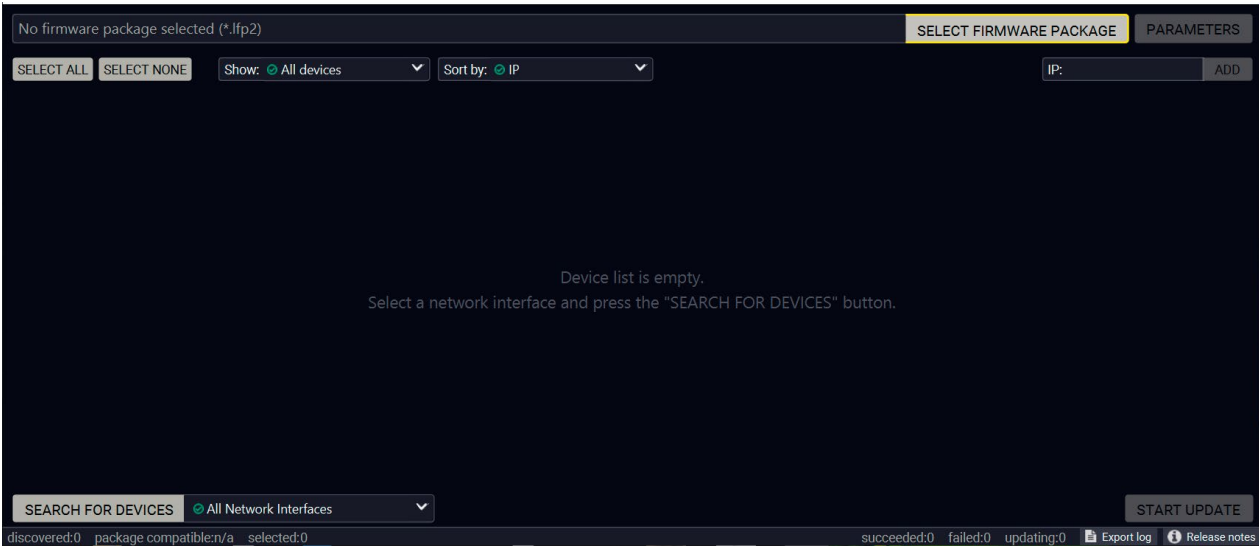 No firmware package selected (*.lfp2) SELECT FIRMWARE PACKAGE PARAMETERS
SELECT ALL SELECT NONE Show: All devices Sort by: IP IP: ADD
Device list is empty.
Select a network interface and press the "SEARCH FOR DEVICES" button.
SEARCH FOR DEVICES All Network Interfaces START UPDATE
discovered:0 package compatible:n/a selected:0 succeeded:0 failed:0 updating:0 Export log Release notes